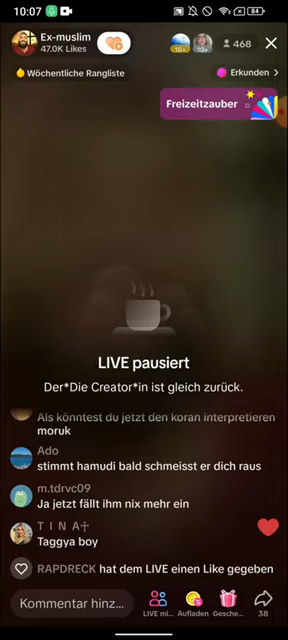 10:07
84
Ex-muslim
47.0K Likes
10+
10+
468
Wöchentliche Rangliste
Erkunden >
Freizeitzauber
LIVE pausiert
Der*Die Creator*in ist gleich zurück.
Als könntest du jetzt den koran interpretieren
moruk
Ado
stimmt hamudi bald schmeisst er dich raus
m.tdrvc09
Ja jetzt fällt ihm nix mehr ein
T I N A☦
Taggya boy
RAPDRECK hat dem LIVE einen Like gegeben
Kommentar hinz...
LIVE mi...
Aufladen
Gesche...
38